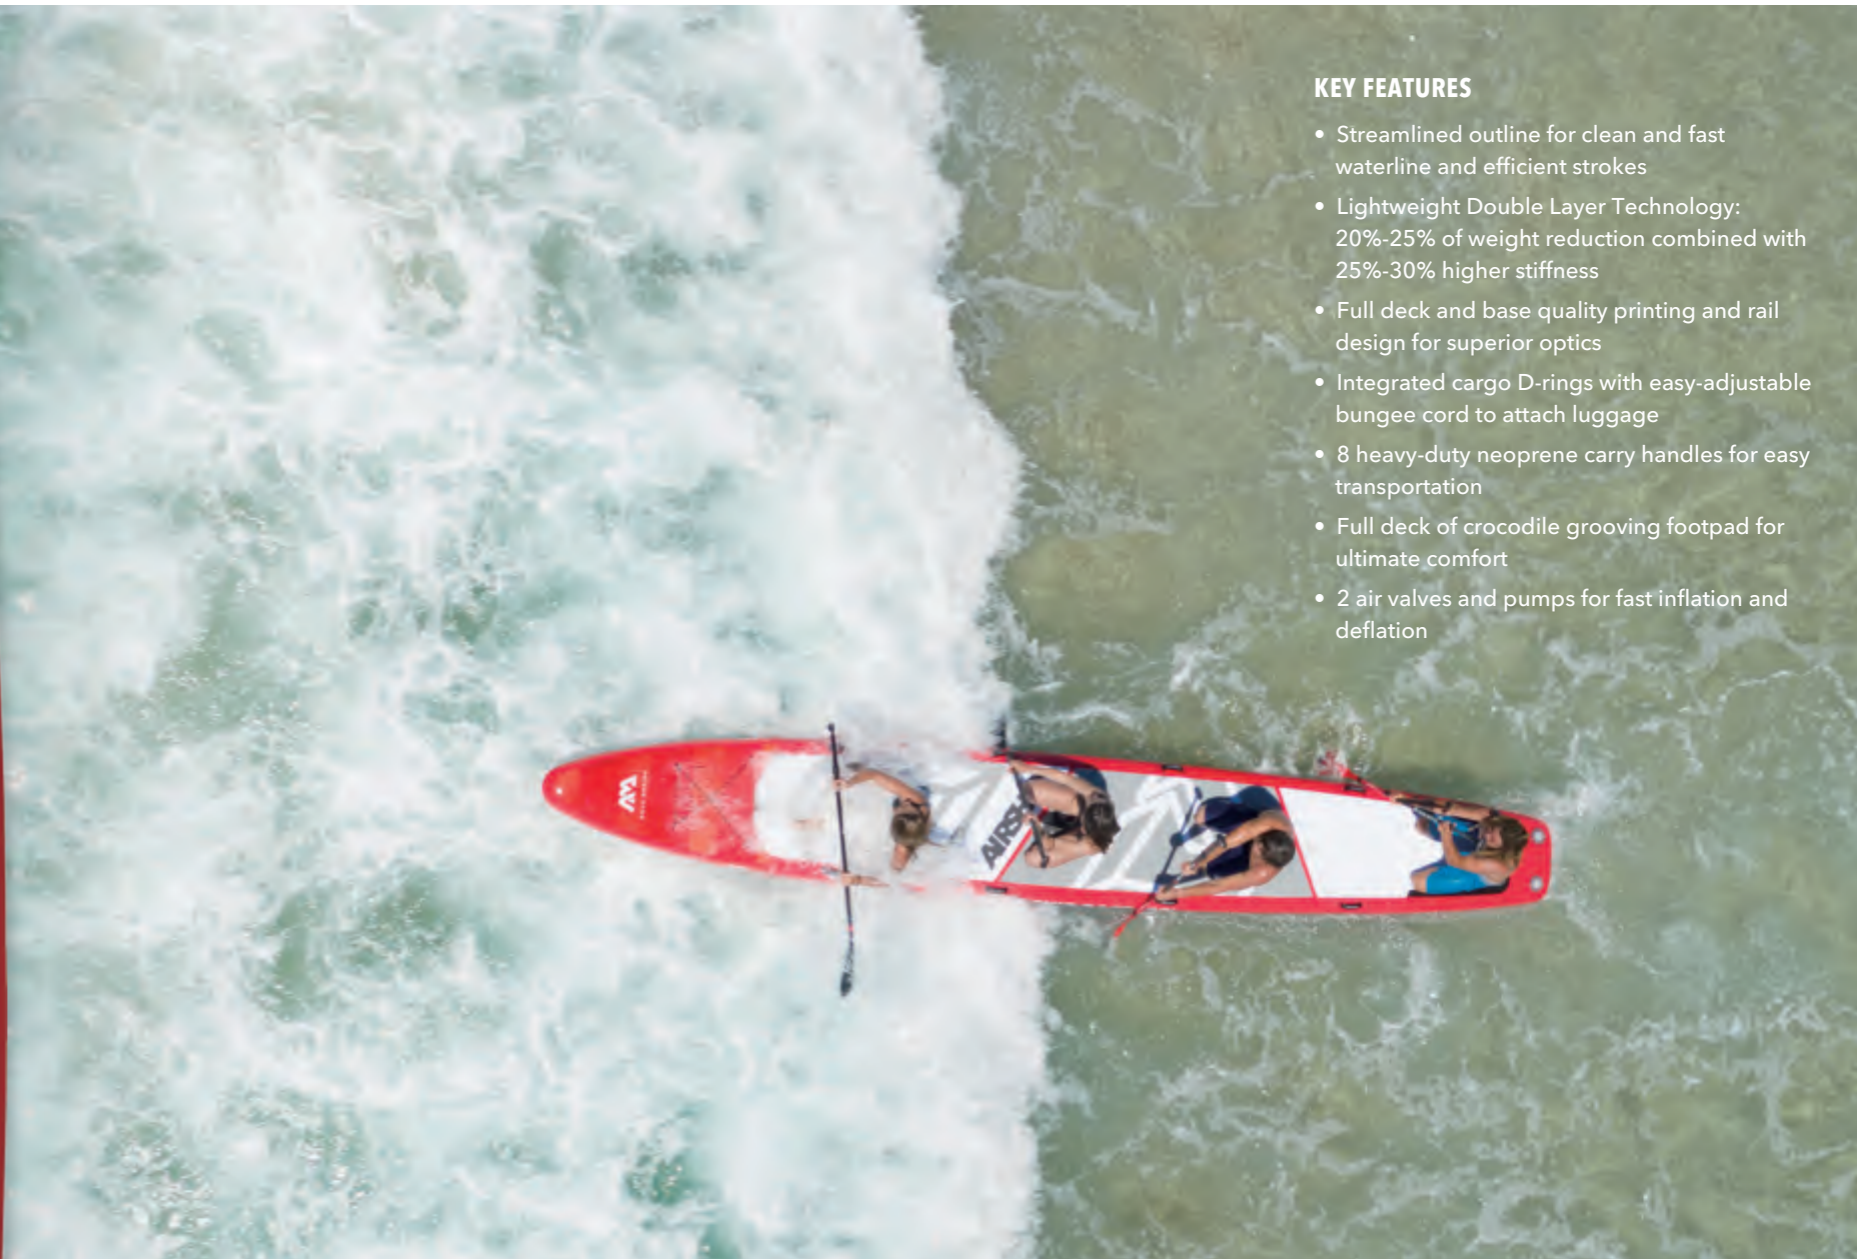 KEY FEATURES
• Streamlined outline for clean and fast
waterline and efficient strokes
• Lightweight Double Layer Technology:
20%-25% of weight reduction combined with
25%-30% higher stiffness
• Full deck and base quality printing and rail
design for superior optics
• Integrated cargo D-rings with easy-adjustable
bungee cord to attach luggage
• 8 heavy-duty neoprene carry handles for easy
transportation
• Full deck of crocodile grooving footpad for
ultimate comfort
• 2 air valves and pumps for fast inflation and
deflation